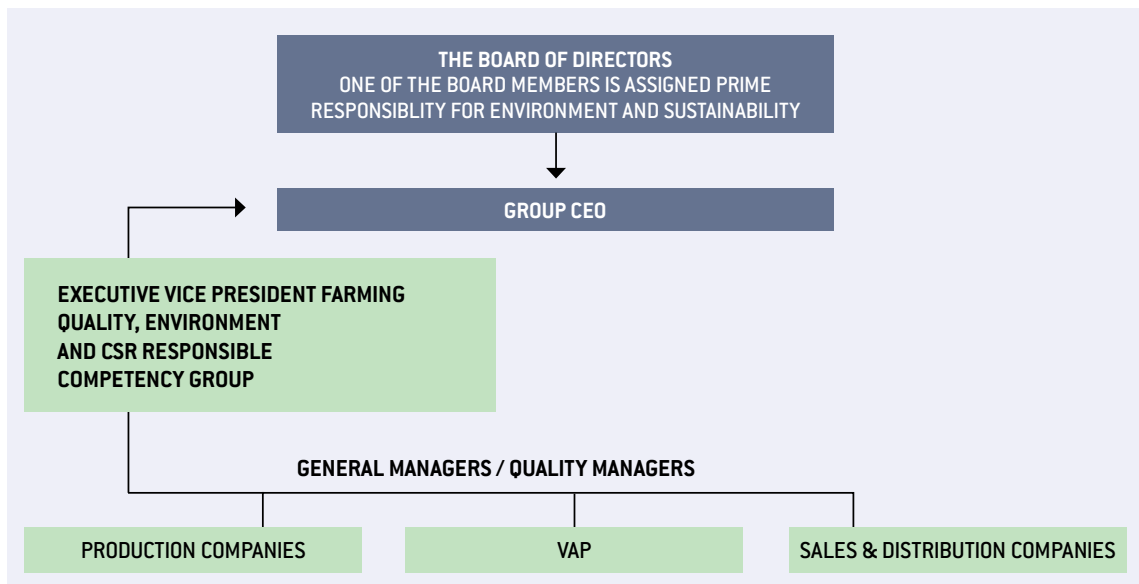 THE BOARD OF DIRECTORS
ONE OF THE BOARD MEMBERS IS ASSIGNED PRIME
RESPONSIBLITY FOR ENVIRONMENT AND SUSTAINABILITY
GROUP CEO
EXECUTIVE VICE PRESIDENT FARMING
QUALITY, ENVIRONMENT
AND CSR RESPONSIBLE
COMPETENCY GROUP
GENERAL MANAGERS / QUALITY MANAGERS
PRODUCTION COMPANIES
VAP
SALES & DISTRIBUTION COMPANIES